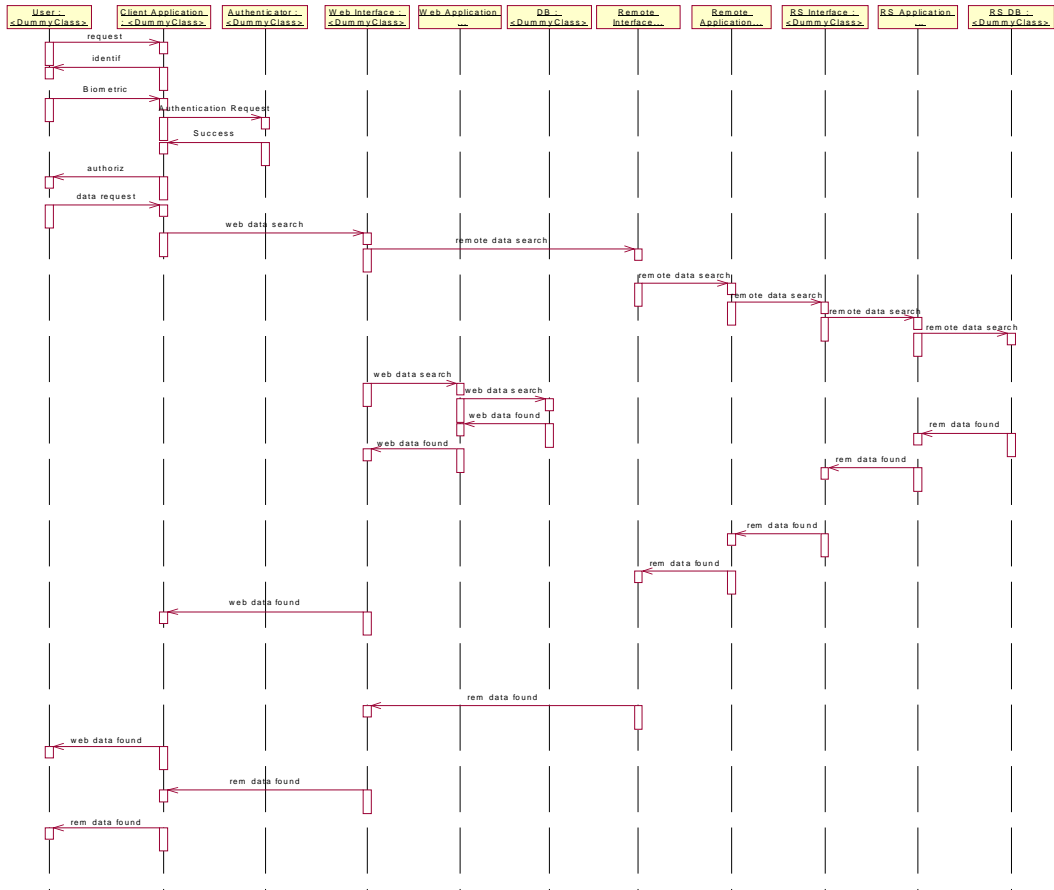 User :
<DummyClass>
Client Application
: <DummyClass>
Authenticator :
<DummyClass>
Web Interface :
<DummyClass>
Web Application
...
DB :
<DummyClass>
Remote
Interface...
Remote
Application...
RS Interface :
<DummyClass>
RS Application
...
RS DB :
<DummyClass>
request
identif
Biometric
Authentication Request
Success
authoriz
data request
web data search
remote data search
remote data search
remote data search
remote data search
remote data search
web data search
web data search
web data found
rem data found
web data found
rem data found
rem data found
rem data found
web data found
rem data found
web data found
rem data found
rem data found